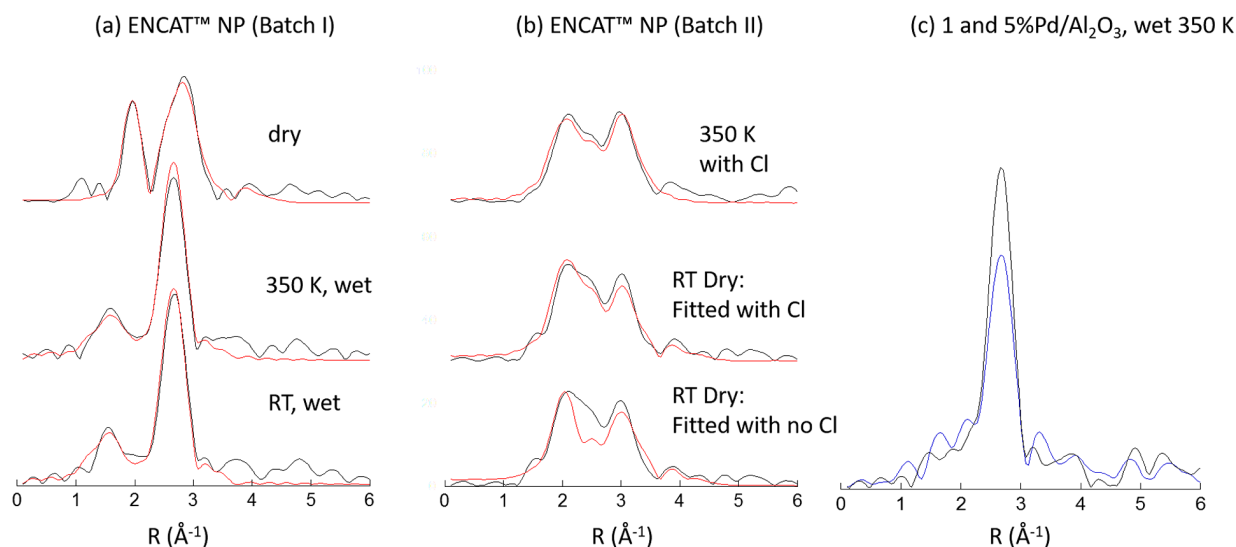 (a) ENCAT™ NP (Batch I)
dry
350 K, wet
RT, wet
0 1 2 3 4 5 6
R (Å⁻¹)
(b) ENCAT™ NP (Batch II)
100
350 K
with Cl
RT Dry:
Fitted with Cl
RT Dry:
Fitted with no Cl
20
0
0 1 2 3 4 5 6
R (Å⁻¹)
(c) 1 and 5%Pd/Al₂O₃, wet 350 K
0 1 2 3 4 5 6
R (Å⁻¹)